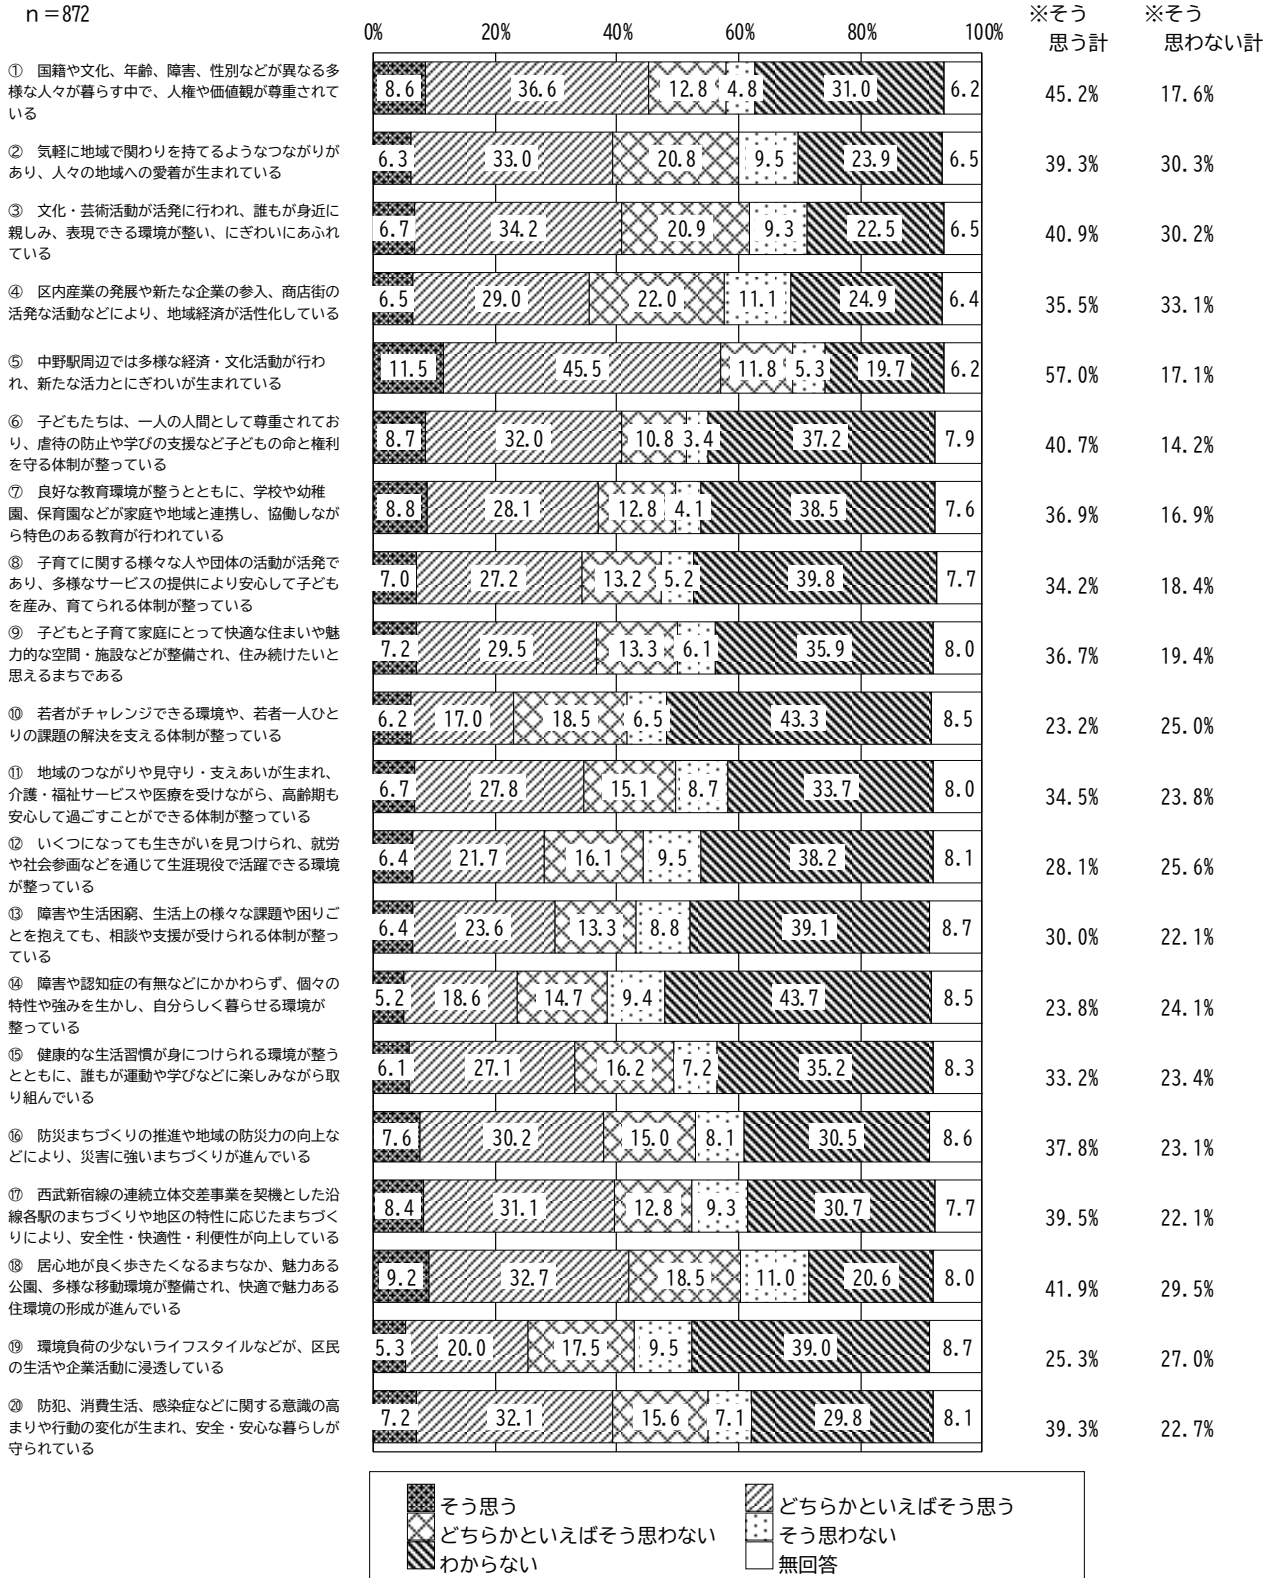 n＝872
※そう思う計
※そう思わない計
0% 20% 40% 60% 80% 100%
① 国籍や文化、年齢、障害、性別などが異なる多
様な人々が暮らす中で、人権や価値観が尊重されて
いる
8.6 36.6 12.8 4.8 31.0 6.2 45.2% 17.6%
② 気軽に地域で関わりを持てるようなつながりが
あり、人々の地域への愛着が生まれている
6.3 33.0 20.8 9.5 23.9 6.5 39.3% 30.3%
③ 文化・芸術活動が活発に行われ、誰もが身近に
親しみ、表現できる環境が整い、にぎわいにあふれ
ている
6.7 34.2 20.9 9.3 22.5 6.5 40.9% 30.2%
④ 区内産業の発展や新たな企業の参入、商店街の
活発な活動などにより、地域経済が活性化している
6.5 29.0 22.0 11.1 24.9 6.4 35.5% 33.1%
⑤ 中野駅周辺では多様な経済・文化活動が行わ
れ、新たな活力とにぎわいが生まれている
11.5 45.5 11.8 5.3 19.7 6.2 57.0% 17.1%
⑥ 子どもたちは、一人の人間として尊重されてお
り、虐待の防止や学びの支援など子どもの命と権利
を守る体制が整っている
8.7 32.0 10.8 3.4 37.2 7.9 40.7% 14.2%
⑦ 良好な教育環境が整うとともに、学校や幼稚
園、保育園などが家庭や地域と連携し、協働しなが
ら特色のある教育が行われている
8.8 28.1 12.8 4.1 38.5 7.6 36.9% 16.9%
⑧ 子育てに関する様々な人や団体の活動が活発で
あり、多様なサービスの提供により安心して子ども
を産み、育てられる体制が整っている
7.0 27.2 13.2 5.2 39.8 7.7 34.2% 18.4%
⑨ 子どもと子育て家庭にとって快適な住まいや魅
力的な空間・施設などが整備され、住み続けたいと
思えるまちである
7.2 29.5 13.3 6.1 35.9 8.0 36.7% 19.4%
⑩ 若者がチャレンジできる環境や、若者一人ひと
りの課題の解決を支える体制が整っている
6.2 17.0 18.5 6.5 43.3 8.5 23.2% 25.0%
⑪ 地域のつながりや見守り・支えあいが生まれ、
介護・福祉サービスや医療を受けながら、高齢期も
安心して過ごすことができる体制が整っている
6.7 27.8 15.1 8.7 33.7 8.0 34.5% 23.8%
⑫ いくつになっても生きがいを見つけられ、就労
や社会参画などを通じて生涯現役で活躍できる環境
が整っている
6.4 21.7 16.1 9.5 38.2 8.1 28.1% 25.6%
⑬ 障害や生活困窮、生活上の様々な課題や困りご
とを抱えても、相談や支援が受けられる体制が整っ
ている
6.4 23.6 13.3 8.8 39.1 8.7 30.0% 22.1%
⑭ 障害や認知症の有無などにかかわらず、個々の
特性や強みを生かし、自分らしく暮らせる環境が
整っている
5.2 18.6 14.7 9.4 43.7 8.5 23.8% 24.1%
⑮ 健康的な生活習慣が身につけられる環境が整う
とともに、誰もが運動や学びなどに楽しみながら取
り組んでいる
6.1 27.1 16.2 7.2 35.2 8.3 33.2% 23.4%
⑯ 防災まちづくりの推進や地域の防災力の向上な
どにより、災害に強いまちづくりが進んでいる
7.6 30.2 15.0 8.1 30.5 8.6 37.8% 23.1%
⑰ 西武新宿線の連続立体交差事業を契機とした沿
線各駅のまちづくりや地区の特性に応じたまちづく
りにより、安全性・快適性・利便性が向上している
8.4 31.1 12.8 9.3 30.7 7.7 39.5% 22.1%
⑱ 居心地が良く歩きたくなるまちなか、魅力ある
公園、多様な移動環境が整備され、快適で魅力ある
住環境の形成が進んでいる
9.2 32.7 18.5 11.0 20.6 8.0 41.9% 29.5%
⑲ 環境負荷の少ないライフスタイルなどが、区民
の生活や企業活動に浸透している
5.3 20.0 17.5 9.5 39.0 8.7 25.3% 27.0%
⑳ 防犯、消費生活、感染症などに関する意識の高
まりや行動の変化が生まれ、安全・安心な暮らしが
守られている
7.2 32.1 15.6 7.1 29.8 8.1 39.3% 22.7%
そう思う どちらかといえばそう思う
どちらかといえばそう思わない そう思わない
わからない 無回答